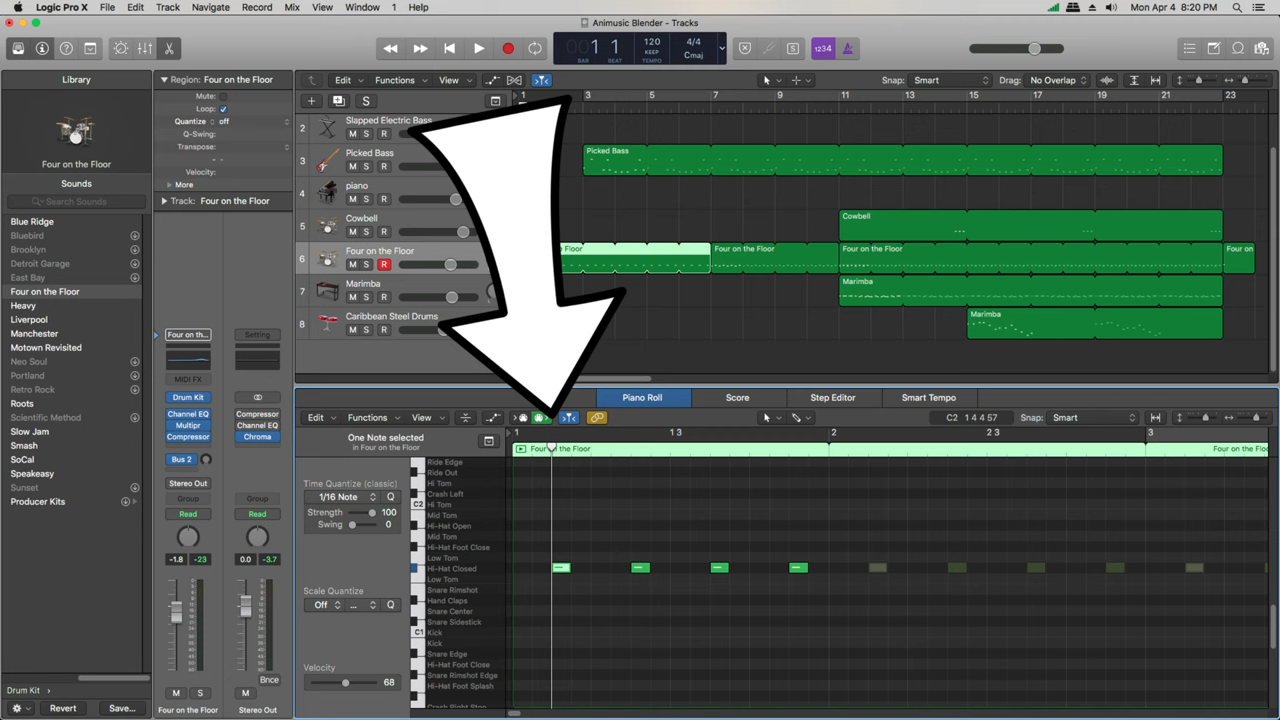 Logic Pro X File Edit Track Navigate Record Mix View Window 1 Help
Mon Apr 4 8:20 PM
Animusic Blender - Tracks
001 1
BAR BEAT
120
KEEP
TEMPO
4/4
Cmaj
1234
Library
Four on the Floor
Sounds
Search Sounds
Blue Ridge
Bluebird
Brooklyn
Detroit Garage
East Bay
Four on the Floor
Heavy
Liverpool
Manchester
Motown Revisited
Neo Soul
Portland
Retro Rock
Roots
Scientific Method
Slow Jam
Smash
SoCal
Speakeasy
Sunset
Producer Kits
Drum Kit
Revert Save...
Region: Four on the Floor
Mute:
Loop:
Quantize off
Q-Swing:
Transpose:
Velocity:
More
Track: Four on the Floor
Four on th... Setting
MIDI FX
Drum Kit
Channel EQ Compressor
Multipr Channel EQ
Compressor Chroma
Bus 2
Stereo Out
Group Group
Read Read
-1.8 -23 0.0 -3.7
Bnce
M S M
Four on the Floor Stereo Out
Edit Functions View
Snap: Smart Drag: No Overlap
S
1 3 5 7 9 11 13 15 17 19 21 23
2 Slapped Electric Bass
M S R
3 Picked Bass
M S R
4 piano
M S R
5 Cowbell
M S R
6 Four on the Floor
M S R
7 Marimba
M S R
8 Caribbean Steel Drums
M S R
Picked Bass
Cowbell
Floor
Four on the Floor
Four on the Floor
Four on
Marimba
Marimba
Piano Roll Score Step Editor Smart Tempo
Edit Functions View
C2 1 4 4 57 Snap: Smart
One Note selected
in Four on the Floor
1 1 3 2 2 3 3
Four on the Floor
Time Quantize (classic)
1/16 Note Q
Strength 100
Swing 0
Scale Quantize
Off ... Q
Velocity
68
Ride Edge
Ride Out
Hi Tom
Crash Left
C2 Hi Tom
Mid Tom
Hi-Hat Open
Mid Tom
Hi-Hat Foot Close
Low Tom
Hi-Hat Closed
Low Tom
Snare Rimshot
Hand Claps
Snare Center
Snare Sidestick
C1 Kick
Kick
Snare Edge
Hi-Hat Foot Close
Snare Rimshot Edge
Hi-Hat Foot Splash
Crash Right Stop